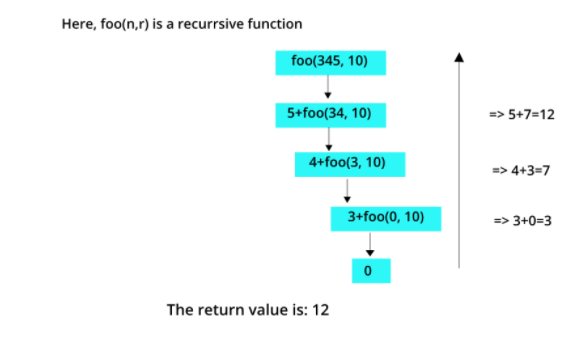 Here, foo(n,r) is a recurrsive function
foo(345, 10)
5+foo(34, 10)
=> 5+7=12
4+foo(3, 10)
=> 4+3=7
3+foo(0, 10)
=> 3+0=3
0
The return value is: 12